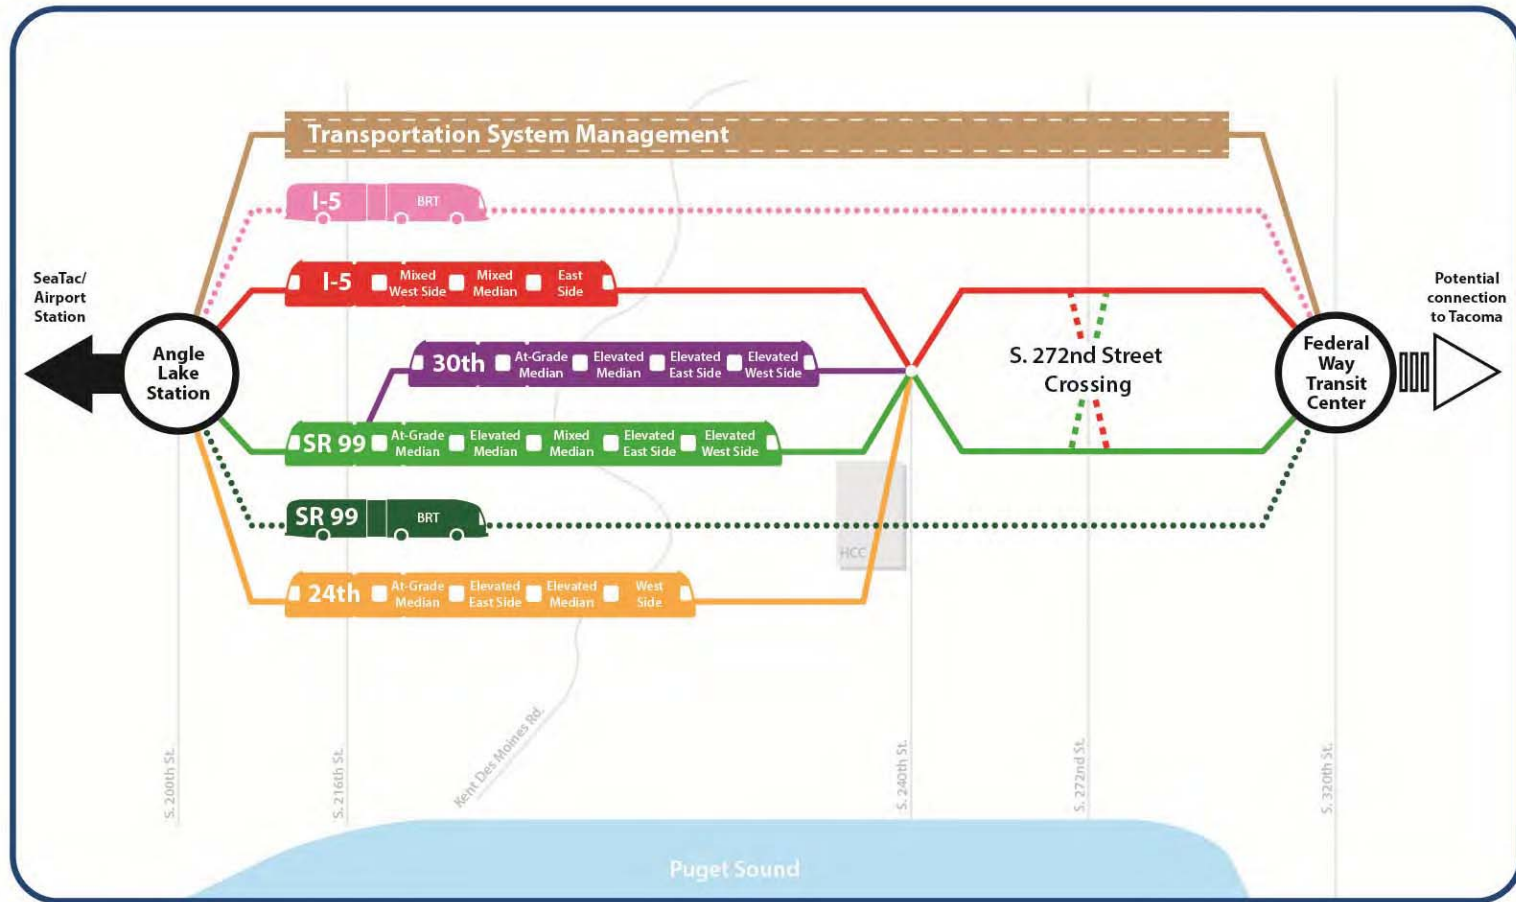 Transportation System Management
I-5
BRT
SeaTac/
Airport
Station
I-5
Mixed
West Side
Mixed
Median
East
Side
Potential
connection
to Tacoma
Angle
Lake
Station
30th
At-Grade
Median
Elevated
Median
Elevated
East Side
Elevated
West Side
S. 272nd Street
Crossing
Federal
Way
Transit
Center
SR 99
At-Grade
Median
Elevated
Median
Mixed
Median
Elevated
East Side
Elevated
West Side
SR 99
BRT
HCC
24th
At-Grade
Median
Elevated
East Side
Elevated
Median
West
Side
S. 200th St.
S. 216th St.
Kent Des Moines Rd.
S. 240th St.
S. 272nd St.
S. 320th St.
Puget Sound